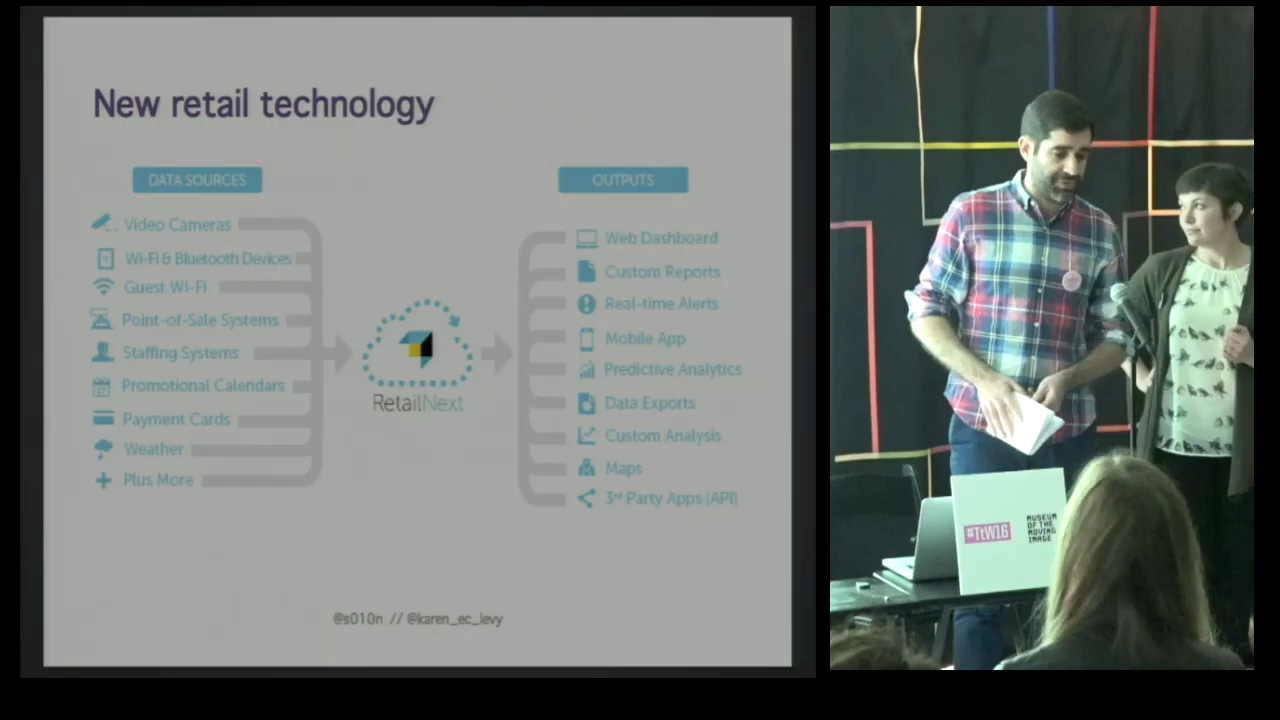 New retail technology
DATA SOURCES
Video Cameras
Wi-Fi & Bluetooth Devices
Guest Wi-Fi
Point-of-Sale Systems
Staffing Systems
Promotional Calendars
Payment Cards
Weather
Plus More
RetailNext
OUTPUTS
Web Dashboard
Custom Reports
Real-time Alerts
Mobile App
Predictive Analytics
Data Exports
Custom Analysis
Maps
3rd Party Apps (API)
@s010n // @karen_ec_levy
#TtW16
MUSEUM
OF THE
MOVING
IMAGE